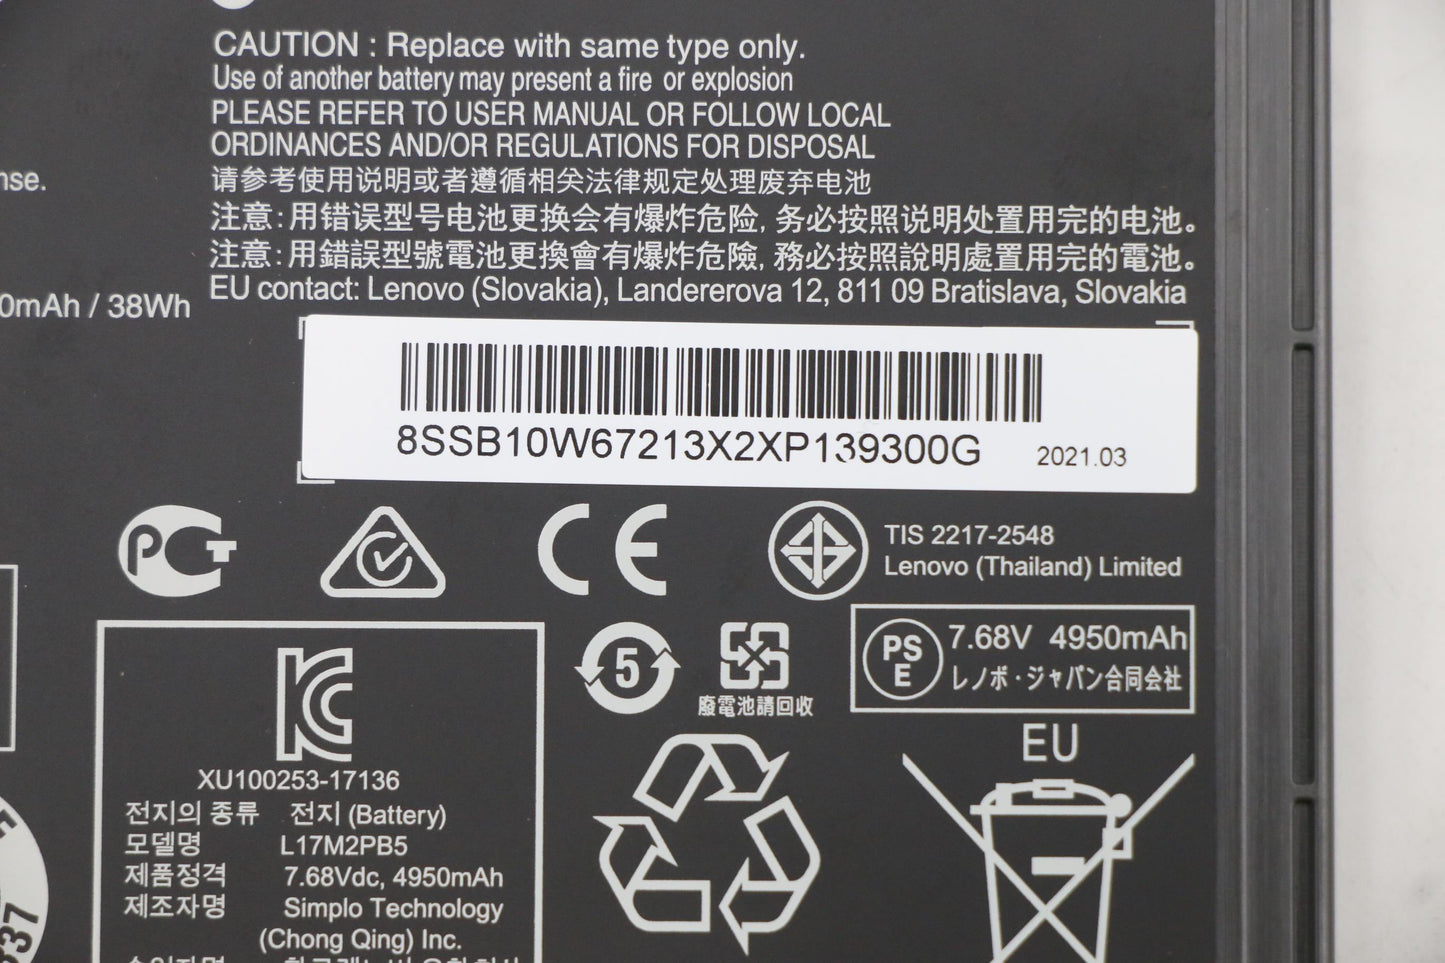 CAUTION : Replace with same type only.
Use of another battery may present a fire or explosion
PLEASE REFER TO USER MANUAL OR FOLLOW LOCAL
ORDINANCES AND/OR REGULATIONS FOR DISPOSAL
请参考使用说明或者遵循相关法律规定处理废弃电池
注意:用错误型号电池更换会有爆炸危险,务必按照说明处置用完的电池。
注意:用錯誤型號電池更換會有爆炸危險,務必按照說明處置用完的電池。
EU contact: Lenovo (Slovakia), Landererova 12, 811 09 Bratislava, Slovakia
nse.
0mAh / 38Wh
8SSB10W67213X2XP139300G 2021.03
PCT
CE
TIS 2217-2548
Lenovo (Thailand) Limited
5
廢電池請回收
PS
E
7.68V 4950mAh
レノボ・ジャパン合同会社
EU
KC
XU100253-17136
전지의 종류 전지 (Battery)
모델명 L17M2PB5
제품정격 7.68Vdc, 4950mAh
제조자명 Simplo Technology
(Chong Qing) Inc.
37